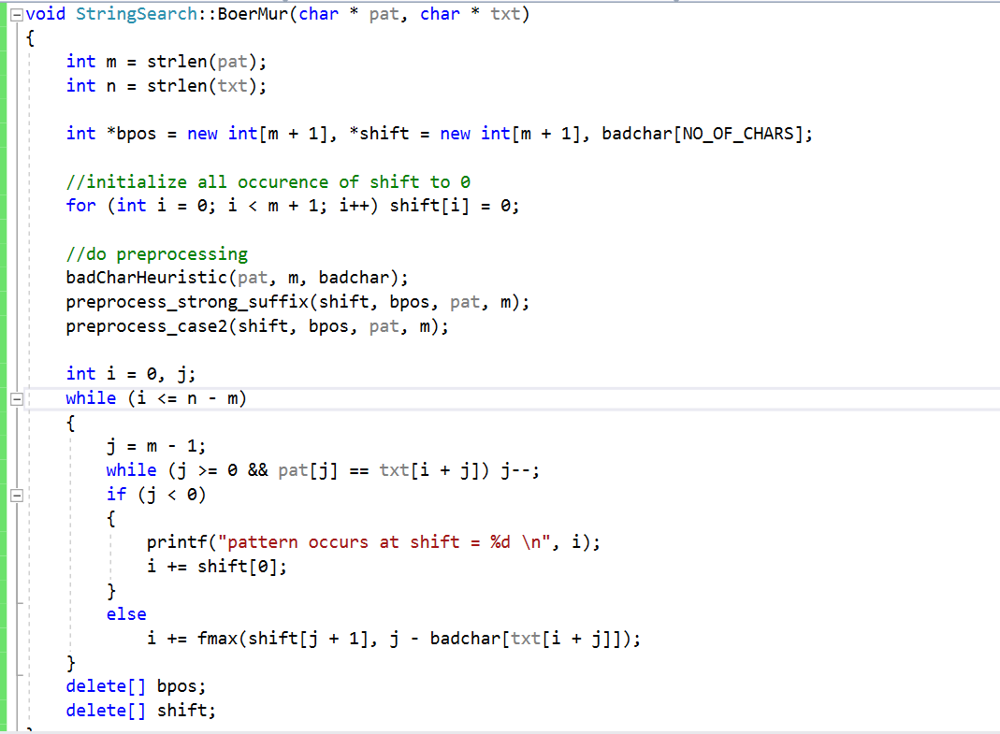 void StringSearch::BoerMur(char * pat, char * txt)
{
    int m = strlen(pat);
    int n = strlen(txt);

    int *bpos = new int[m + 1], *shift = new int[m + 1], badchar[NO_OF_CHARS];

    //initialize all occurence of shift to 0
    for (int i = 0; i < m + 1; i++) shift[i] = 0;

    //do preprocessing
    badCharHeuristic(pat, m, badchar);
    preprocess_strong_suffix(shift, bpos, pat, m);
    preprocess_case2(shift, bpos, pat, m);

    int i = 0, j;
    while (i <= n - m)
    {
        j = m - 1;
        while (j >= 0 && pat[j] == txt[i + j]) j--;
        if (j < 0)
        {
            printf("pattern occurs at shift = %d \n", i);
            i += shift[0];
        }
        else
            i += fmax(shift[j + 1], j - badchar[txt[i + j]]);
    }
    delete[] bpos;
    delete[] shift;